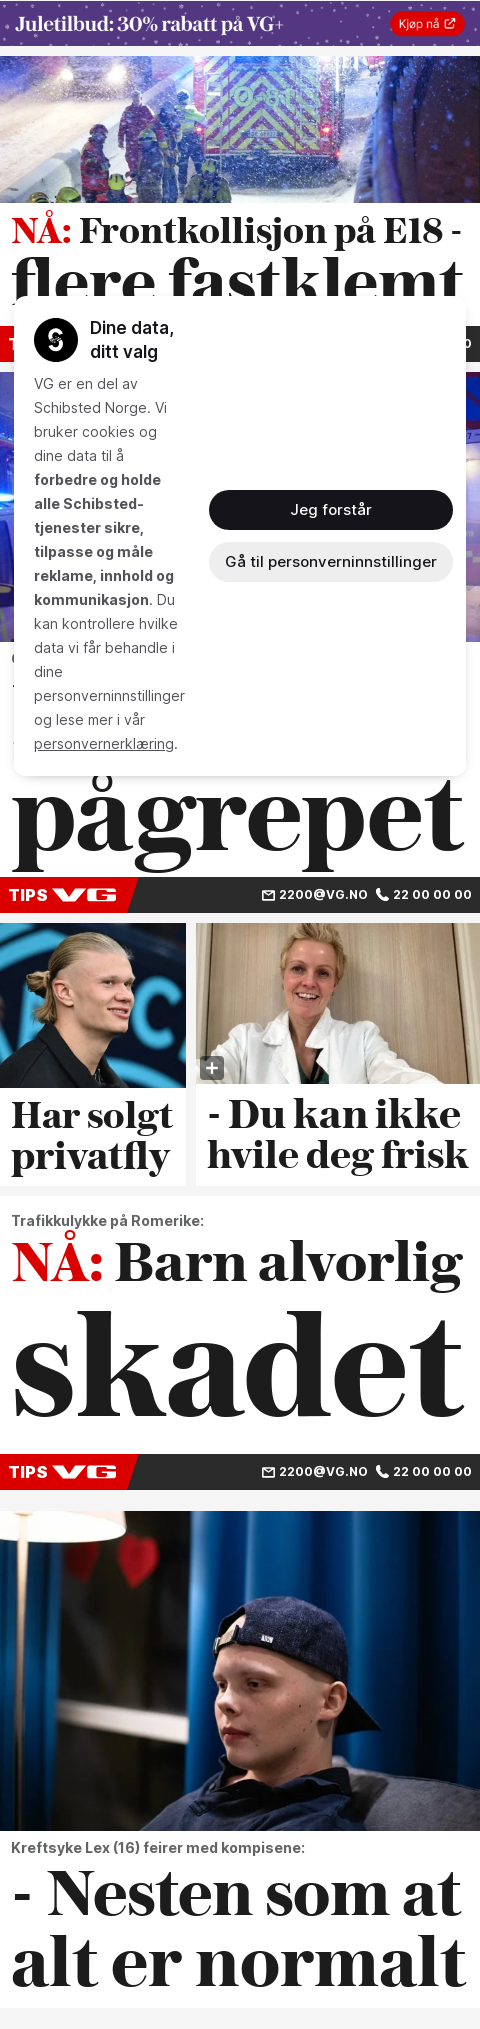 Juletilbud: 30% rabatt på VG+
Kjøp nå
NÅ: Frontkollisjon på E18 -
flere fastklemt
Dine data,
ditt valg
VG er en del av
Schibsted Norge. Vi
bruker cookies og
dine data til å
forbedre og holde
alle Schibsted-
tjenester sikre,
tilpasse og måle
reklame, innhold og
kommunikasjon. Du
kan kontrollere hvilke
data vi får behandle i
dine
personverninnstillinger
og lese mer i vår
personvernerklæring.
Jeg forstår
Gå til personverninnstillinger
pågrepet
TIPS VG 2200@VG.NO 22 00 00 00
Har solgt
privatfly
- Du kan ikke
hvile deg frisk
Trafikkulykke på Romerike:
NÅ: Barn alvorlig
skadet
TIPS VG 2200@VG.NO 22 00 00 00
Kreftsyke Lex (16) feirer med kompisene:
- Nesten som at
alt er normalt